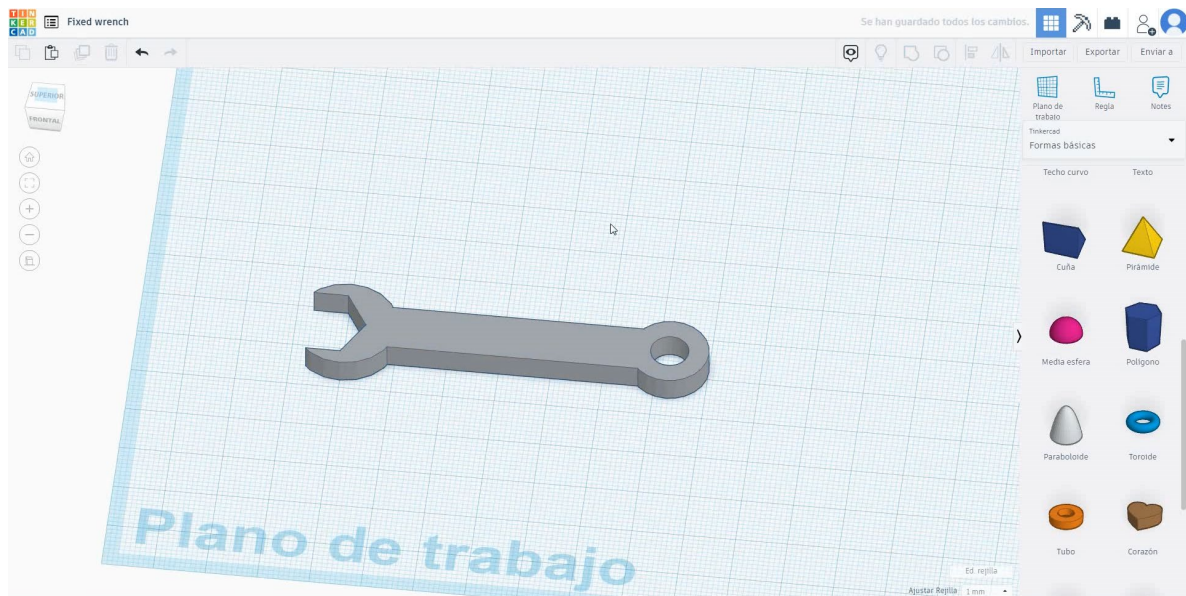 TIN
KER
CAD
Fixed wrench
Se han guardado todos los cambios.
Importar
Exportar
Enviar a
SUPERIOR
FRONTAL
Plano de trabajo
Regla
Notes
Tinkercad
Formas básicas
Techo curvo
Texto
Cuña
Pirámide
Media esfera
Polígono
Paraboloide
Toroide
Tubo
Corazón
Plano de trabajo
Ed. rejilla
Ajustar Rejilla
1 mm